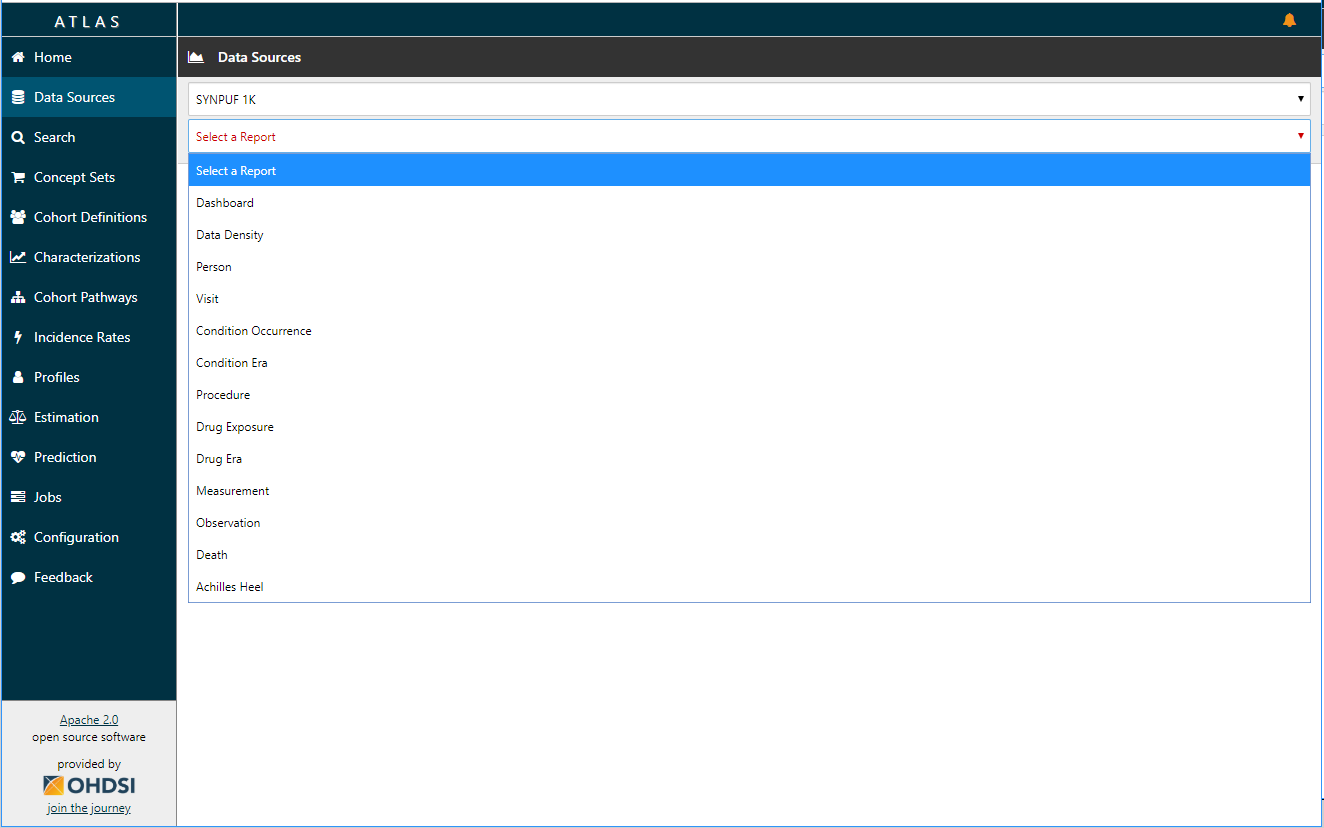 ATLAS
Home
Data Sources
Search
Concept Sets
Cohort Definitions
Characterizations
Cohort Pathways
Incidence Rates
Profiles
Estimation
Prediction
Jobs
Configuration
Feedback
Apache 2.0
open source software
provided by
OHDSI
join the journey
Data Sources
SYNPUF 1K
Select a Report
Select a Report
Dashboard
Data Density
Person
Visit
Condition Occurrence
Condition Era
Procedure
Drug Exposure
Drug Era
Measurement
Observation
Death
Achilles Heel